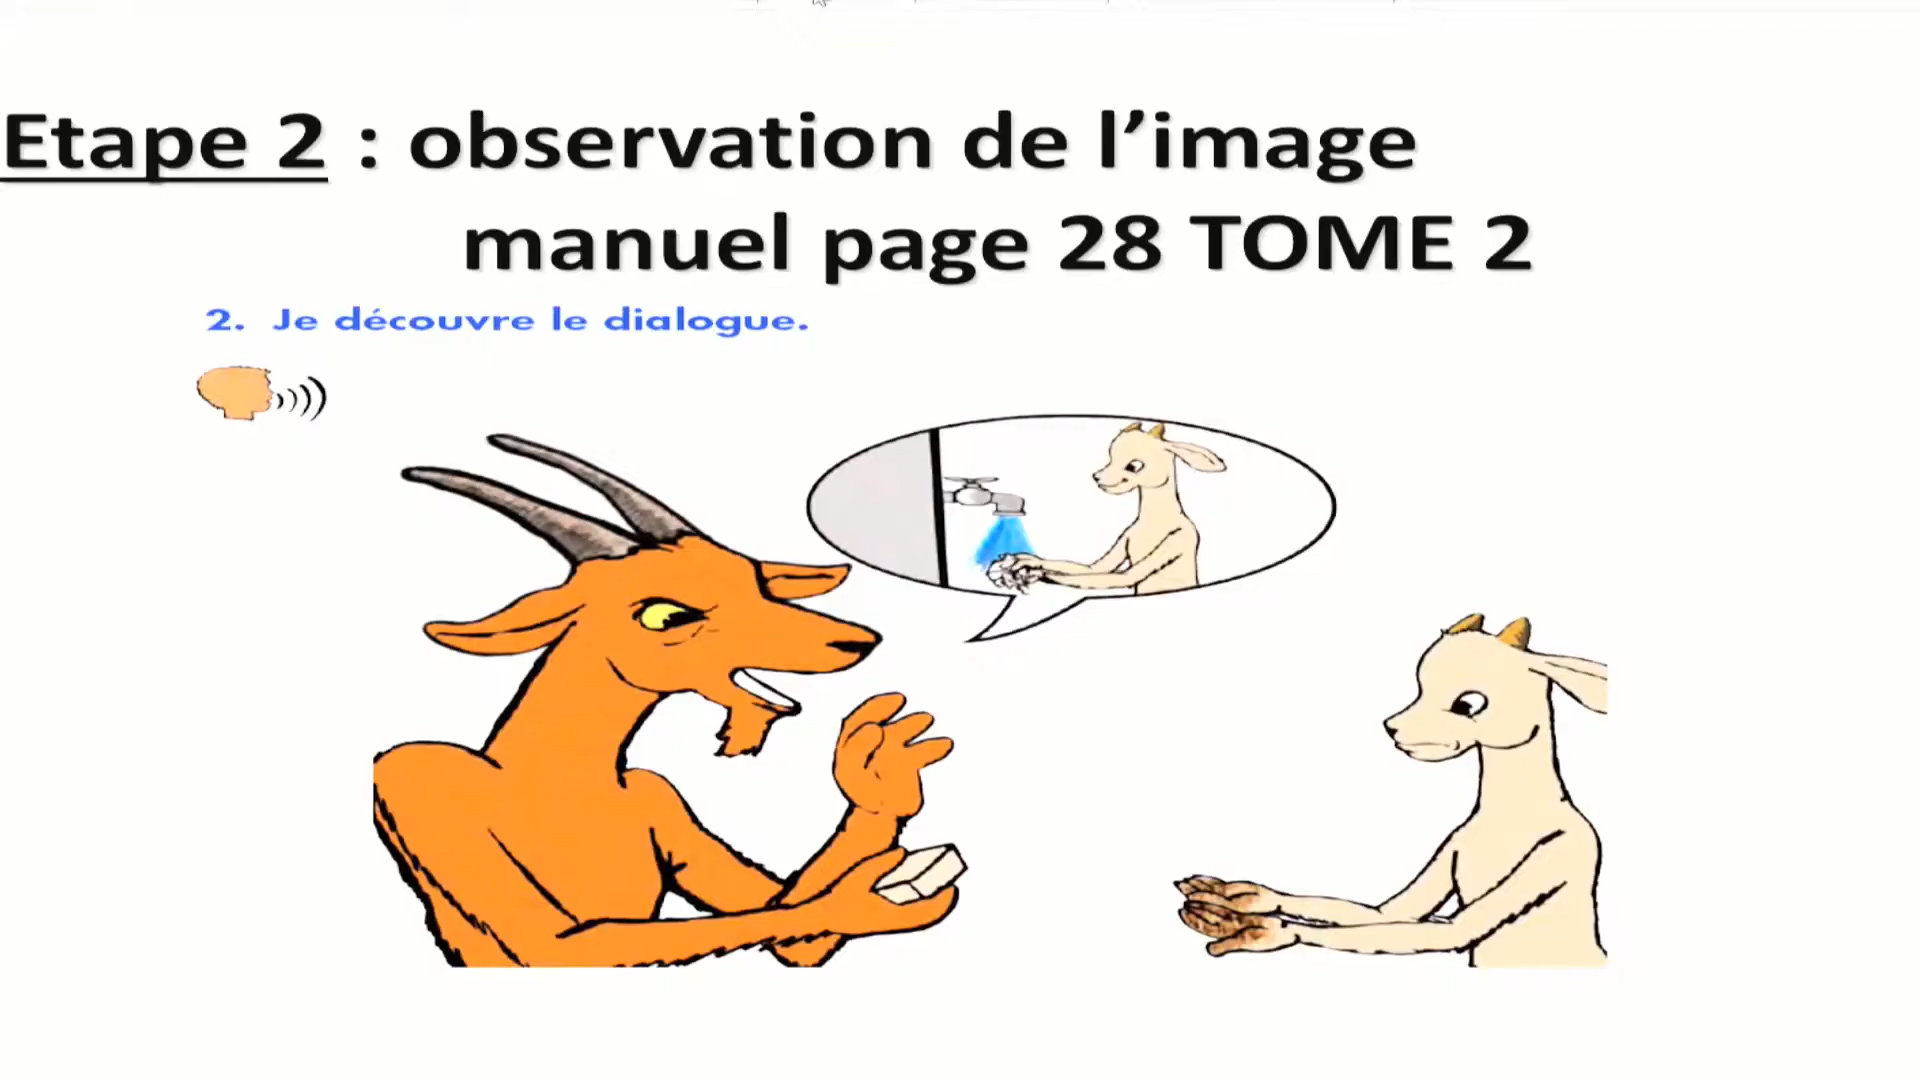 Etape 2 : observation de l’image
manuel page 28 TOME 2
2. Je découvre le dialogue.